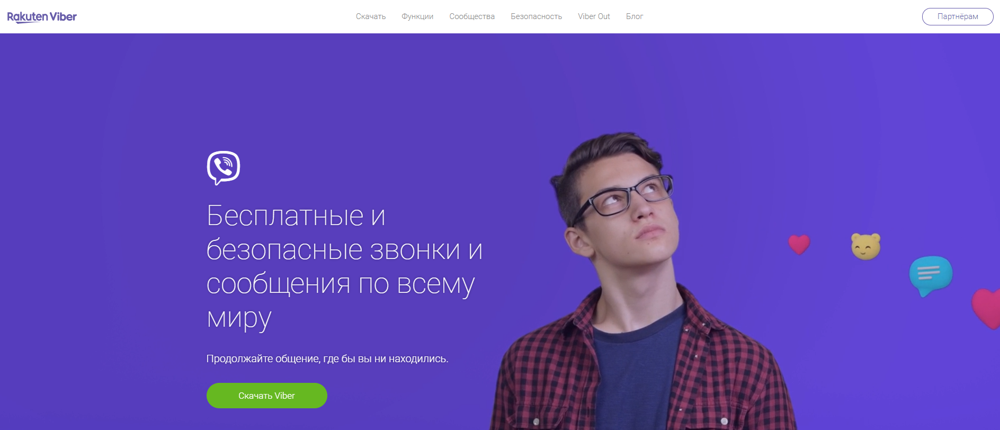 Rakuten Viber
Скачать Функции Сообщества Безопасность Viber Out Блог
Партнёрам
Бесплатные и
безопасные звонки и
сообщения по всему
миру
Продолжайте общение, где бы вы ни находились.
Скачать Viber